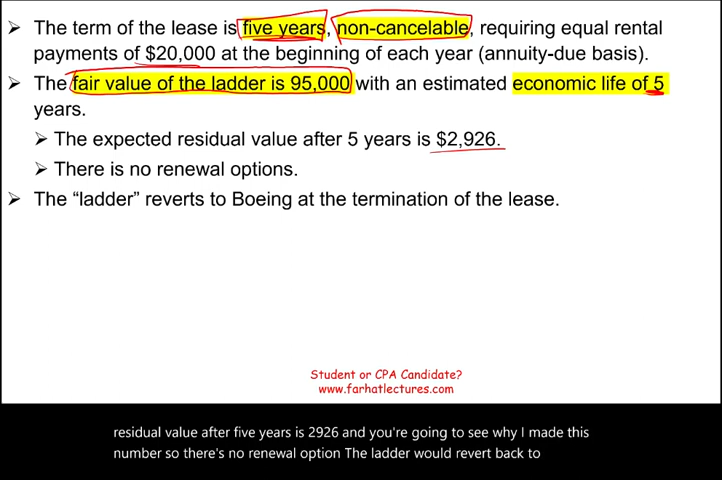 ➢ The term of the lease is five years, non-cancelable, requiring equal rental
payments of $20,000 at the beginning of each year (annuity-due basis).
➢ The fair value of the ladder is 95,000 with an estimated economic life of 5
years.
➢ The expected residual value after 5 years is $2,926.
➢ There is no renewal options.
➢ The “ladder” reverts to Boeing at the termination of the lease.
Student or CPA Candidate?
www.farhatlectures.com
residual value after five years is 2926 and you're going to see why I made this
number so there's no renewal option The ladder would revert back to